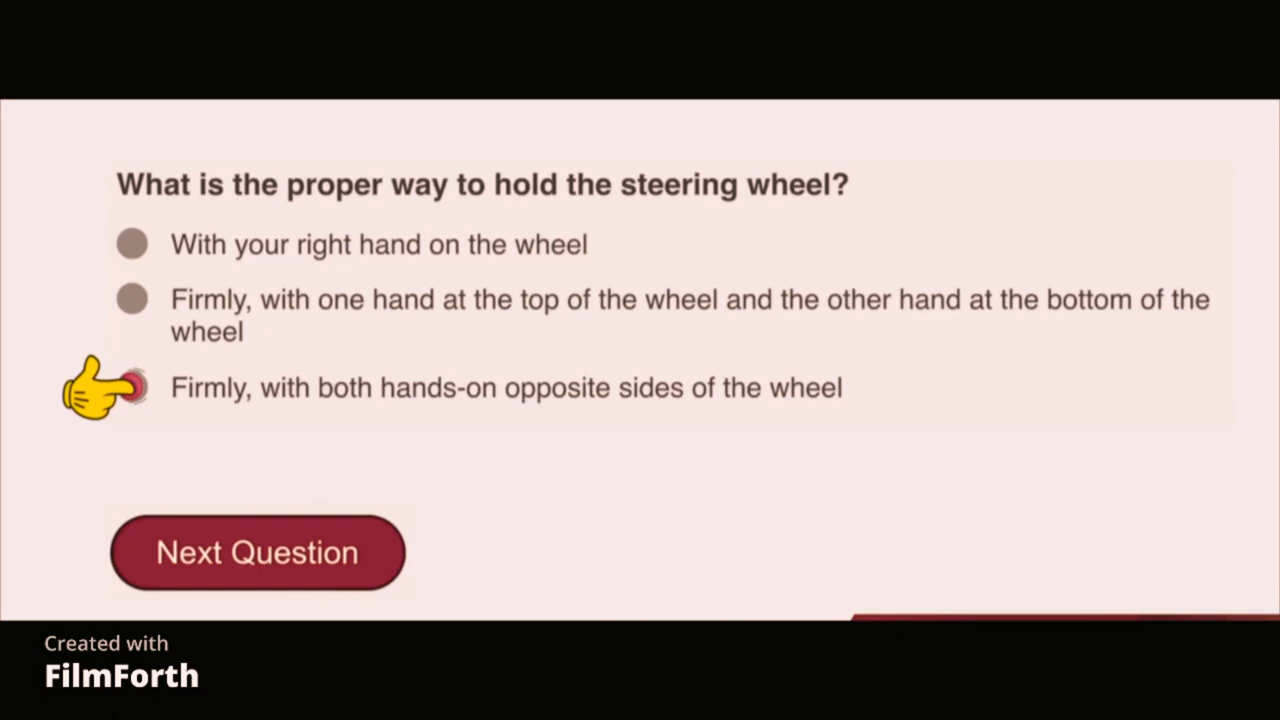 What is the proper way to hold the steering wheel?
With your right hand on the wheel
Firmly, with one hand at the top of the wheel and the other hand at the bottom of the
wheel
Firmly, with both hands-on opposite sides of the wheel
Next Question
Created with
FilmForth